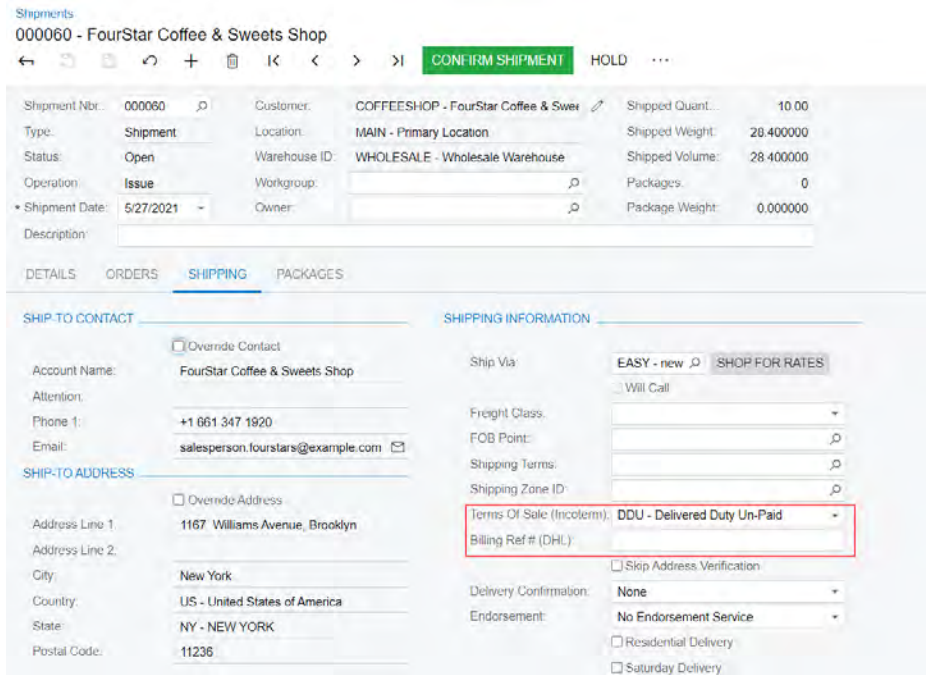 Shipments
000060 - FourStar Coffee & Sweets Shop
CONFIRM SHIPMENT HOLD ...
Shipment Nbr.: 000060 Customer: COFFEESHOP - FourStar Coffee & Swee Shipped Quant... 10.00
Type: Shipment Location: MAIN - Primary Location Shipped Weight: 28.400000
Status: Open Warehouse ID: WHOLESALE - Wholesale Warehouse Shipped Volume: 28.400000
Operation: Issue Workgroup: Packages: 0
* Shipment Date: 5/27/2021 Owner: Package Weight: 0.000000
Description:
DETAILS ORDERS SHIPPING PACKAGES
SHIP-TO CONTACT
Override Contact
Account Name: FourStar Coffee & Sweets Shop
Attention:
Phone 1: +1 661 347 1920
Email: salesperson.fourstars@example.com
SHIP-TO ADDRESS
Override Address
Address Line 1: 1167 Williams Avenue, Brooklyn
Address Line 2:
City: New York
Country: US - United States of America
State: NY - NEW YORK
Postal Code: 11236
SHIPPING INFORMATION
Ship Via: EASY - new SHOP FOR RATES
Will Call
Freight Class:
FOB Point:
Shipping Terms:
Shipping Zone ID:
Terms Of Sale (Incoterm): DDU - Delivered Duty Un-Paid
Billing Ref # (DHL):
Skip Address Verification
Delivery Confirmation: None
Endorsement: No Endorsement Service
Residential Delivery
Saturday Delivery